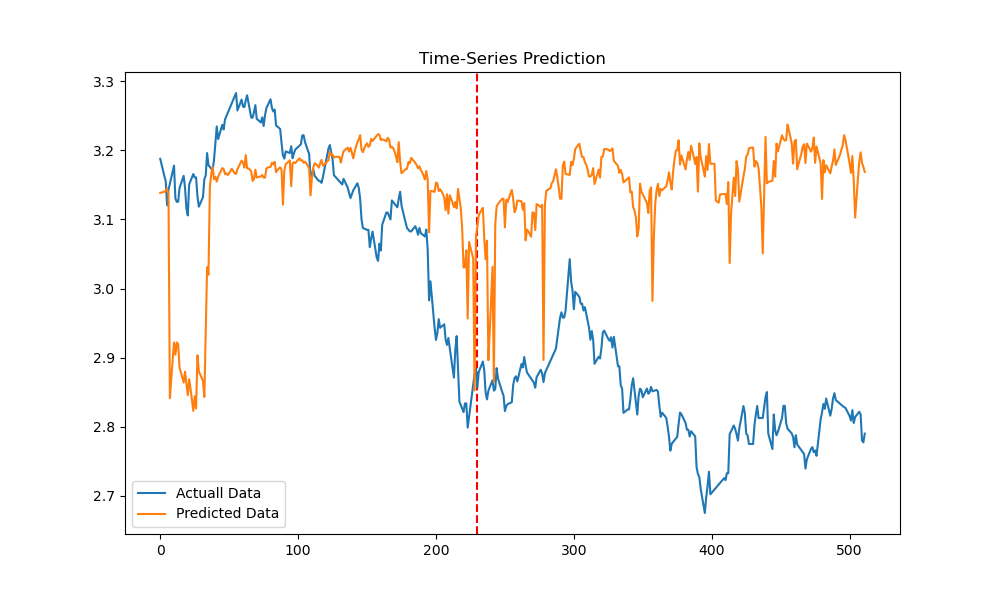 Time-Series Prediction
3.3
3.2
3.1
3.0
2.9
2.8
2.7
Actuall Data
Predicted Data
0 100 200 300 400 500